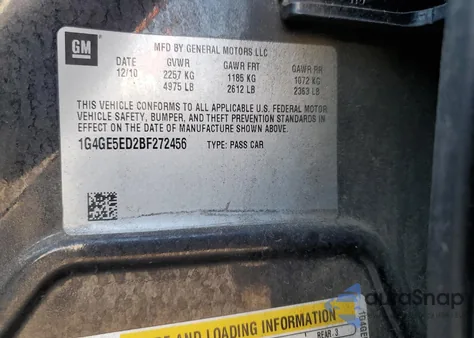 GM
MFD BY GENERAL MOTORS LLC
DATE GVWR GAWR FRT GAWR RR
12/10 2257 KG 1185 KG 1072 KG
4975 LB 2612 LB 2363 LB
THIS VEHICLE CONFORMS TO ALL APPLICABLE U.S. FEDERAL MOTOR
VEHICLE SAFETY, BUMPER, AND THEFT PREVENTION STANDARDS IN
EFFECT ON THE DATE OF MANUFACTURE SHOWN ABOVE.
1G4GE5ED2BF272456 TYPE: PASS CAR
AND LOADING INFORMATION
REAR 3
autoSnap